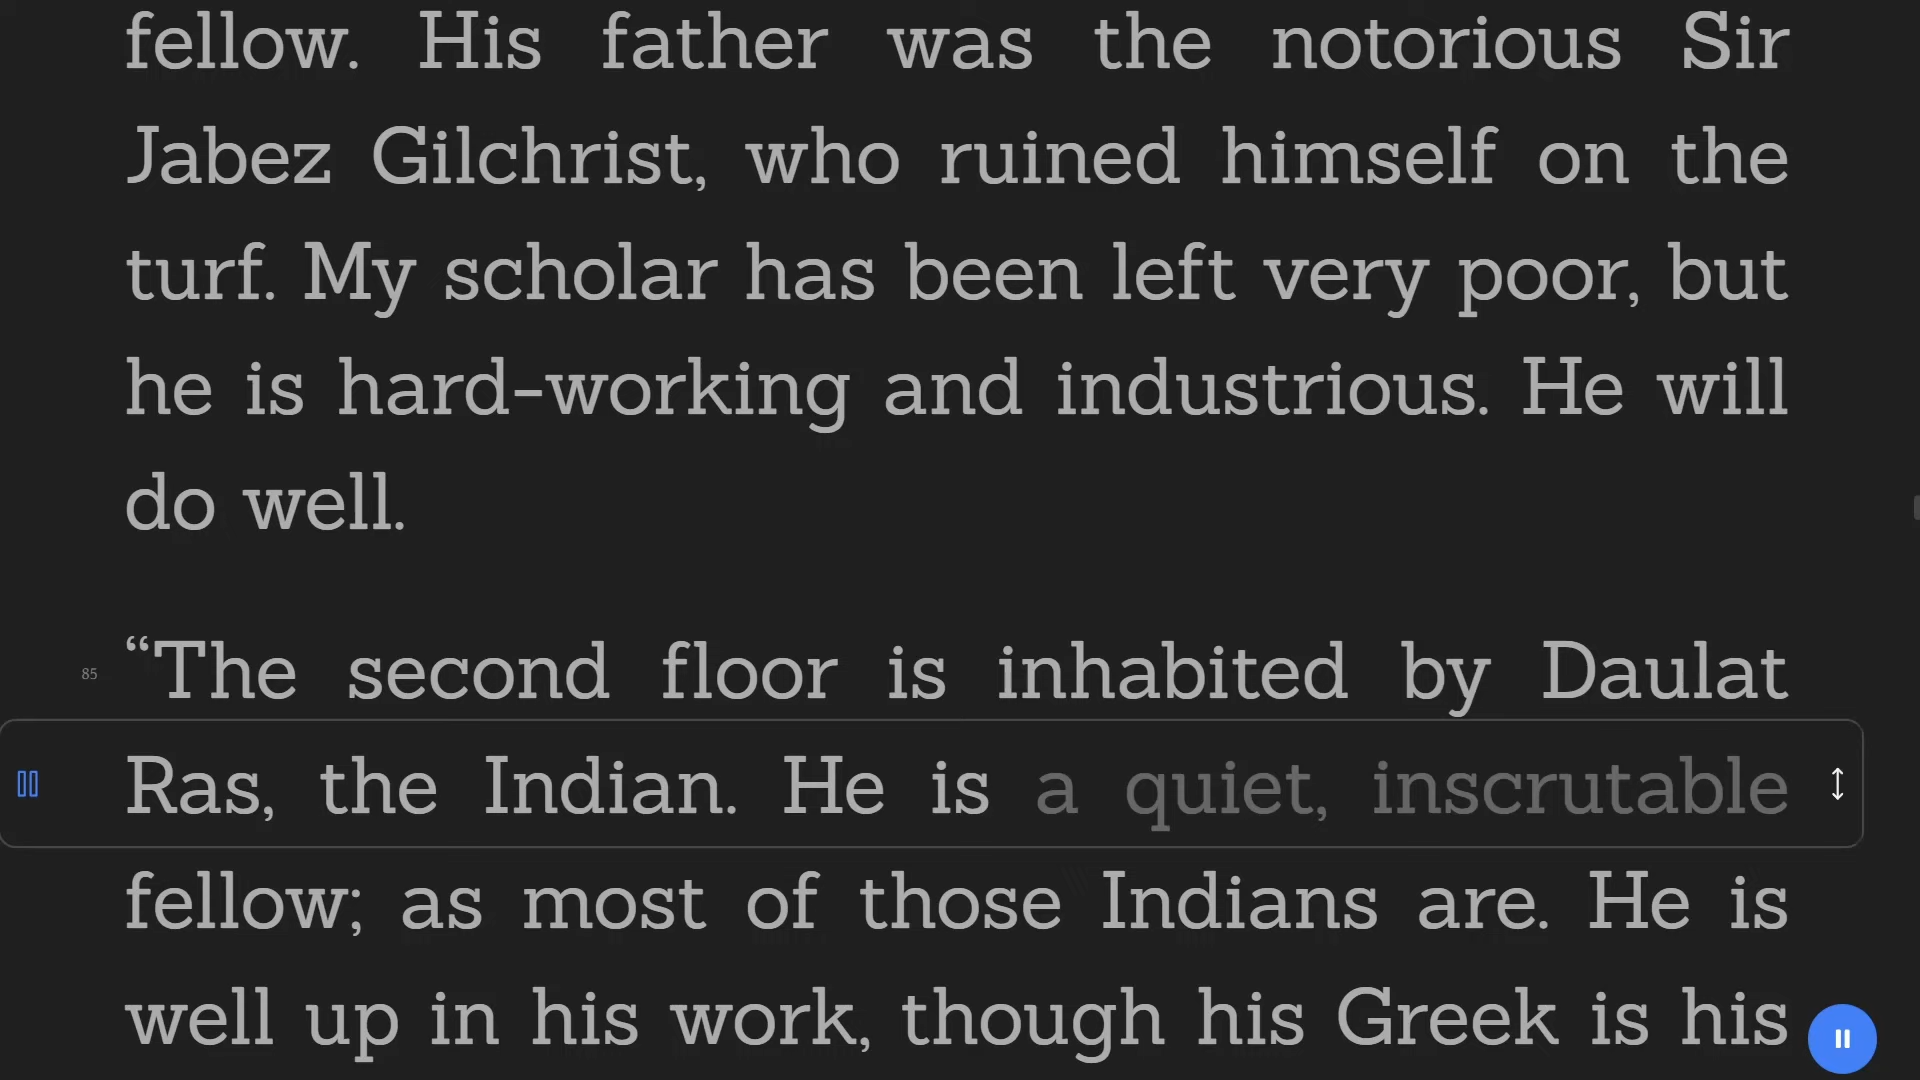 fellow. His father was the notorious Sir
Jabez Gilchrist, who ruined himself on the
turf. My scholar has been left very poor, but
he is hard-working and industrious. He will
do well.
85 “The second floor is inhabited by Daulat
Ras, the Indian. He is a quiet, inscrutable
fellow; as most of those Indians are. He is
well up in his work, though his Greek is his